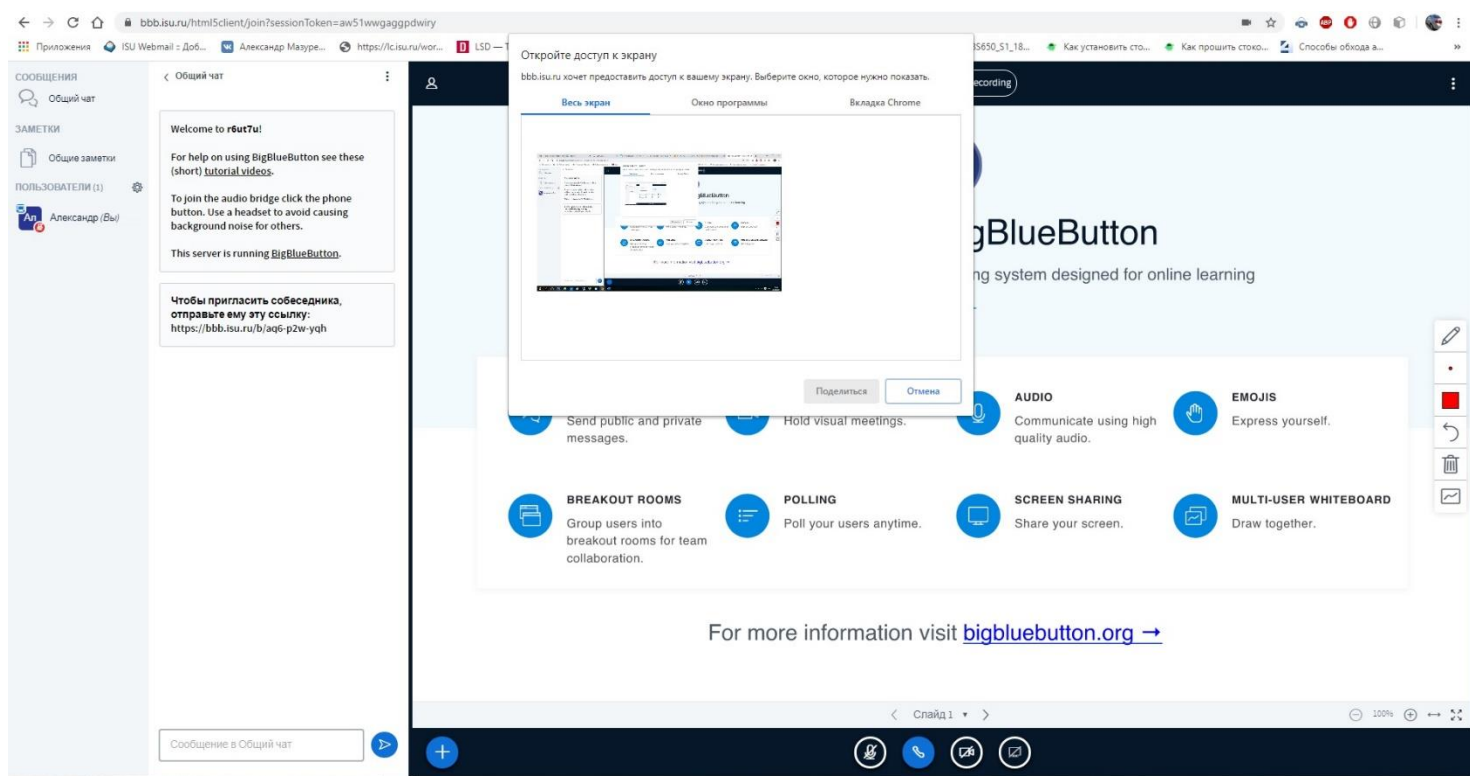 bbb.isu.ru/html5client/join?sessionToken=aw51wwgaggpdwiry
Приложения
ISU Webmail :: Доб...
Александр Мазуре...
https://lc.isu.ru/wor...
LSD —
IS650_S1_18...
Как установить сто...
Как прошить стоко...
Способы обхода а...
»
СООБЩЕНИЯ
Общий чат
ЗАМЕТКИ
Общие заметки
ПОЛЬЗОВАТЕЛИ (1)
Ал
Александр (Вы)
Общий чат
Welcome to r6ut7u!
For help on using BigBlueButton see these
(short) tutorial videos.
To join the audio bridge click the phone
button. Use a headset to avoid causing
background noise for others.
This server is running BigBlueButton.
Чтобы пригласить собеседника,
отправьте ему эту ссылку:
https://bbb.isu.ru/b/aq6-p2w-yqh
Сообщение в Общий чат
Откройте доступ к экрану
bbb.isu.ru хочет предоставить доступ к вашему экрану. Выберите окно, которое нужно показать.
Весь экран
Окно программы
Вкладка Chrome
Поделиться
Отмена
ecording
gBlueButton
ng system designed for online learning
Send public and private
messages.
Hold visual meetings.
AUDIO
Communicate using high
quality audio.
EMOJIS
Express yourself.
BREAKOUT ROOMS
Group users into
breakout rooms for team
collaboration.
POLLING
Poll your users anytime.
SCREEN SHARING
Share your screen.
MULTI-USER WHITEBOARD
Draw together.
For more information visit bigbluebutton.org →
Слайд 1
100%